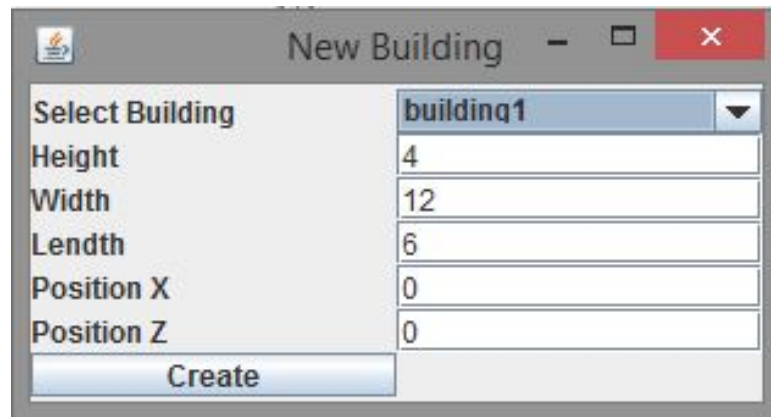 New Building
Select Building building1
Height 4
Width 12
Lendth 6
Position X 0
Position Z 0
Create